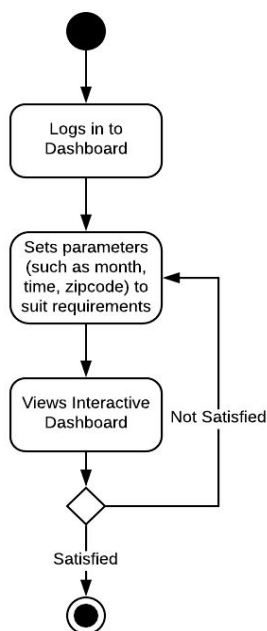 Logs in to
Dashboard
Sets parameters
(such as month,
time, zipcode) to
suit requirements
Views Interactive
Dashboard
Not Satisfied
Satisfied